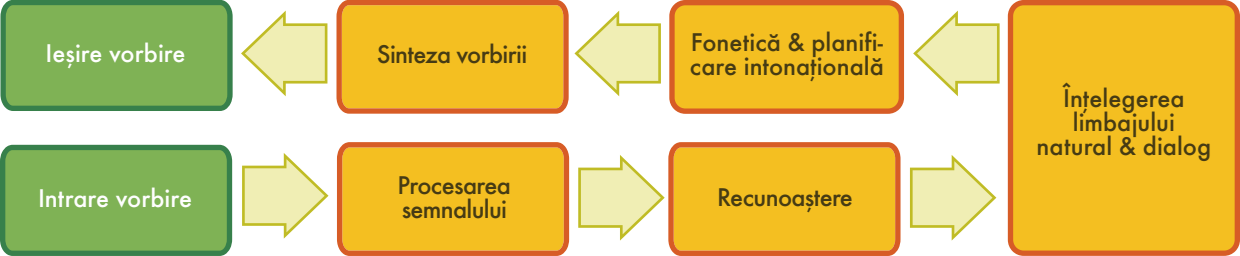 Ieșire vorbire
Sinteza vorbirii
Fonetică & planifi-
care intonațională
Înțelegerea
limbajului
natural & dialog
Intrare vorbire
Procesarea
semnalului
Recunoaștere